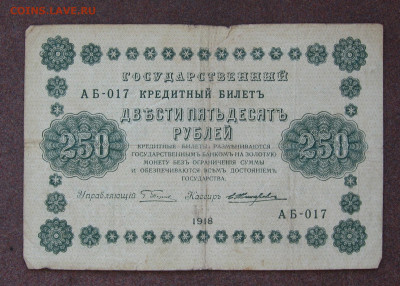 COINS.LAVE.RU
ГОСУДАРСТВЕННЫЙ
АБ-017 КРЕДИТНЫЙ БИЛЕТЪ
ДВѢСТИ ПЯТЬДЕСЯТЪ
РУБЛЕЙ
250 250
КРЕДИТНЫЕ БИЛЕТЫ РАЗМѢНИВАЮТСЯ
ГОСУДАРСТВЕННЫМЪ БАНКОМЪ НА ЗОЛОТУЮ
МОНЕТУ БЕЗЪ ОГРАНИЧЕНІЯ СУММЫ
И ОБЕЗПЕЧИВАЮТСЯ ВСѢМЪ ДОСТОЯНІЕМЪ
ГОСУДАРСТВА.
Управляющій Кассиръ
1918
АБ-017